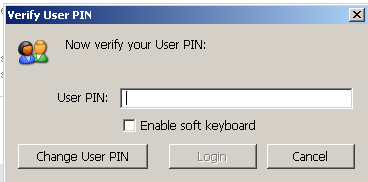 Verify User PIN
Now verify your User PIN:
User PIN:
Enable soft keyboard
Change User PIN Login Cancel